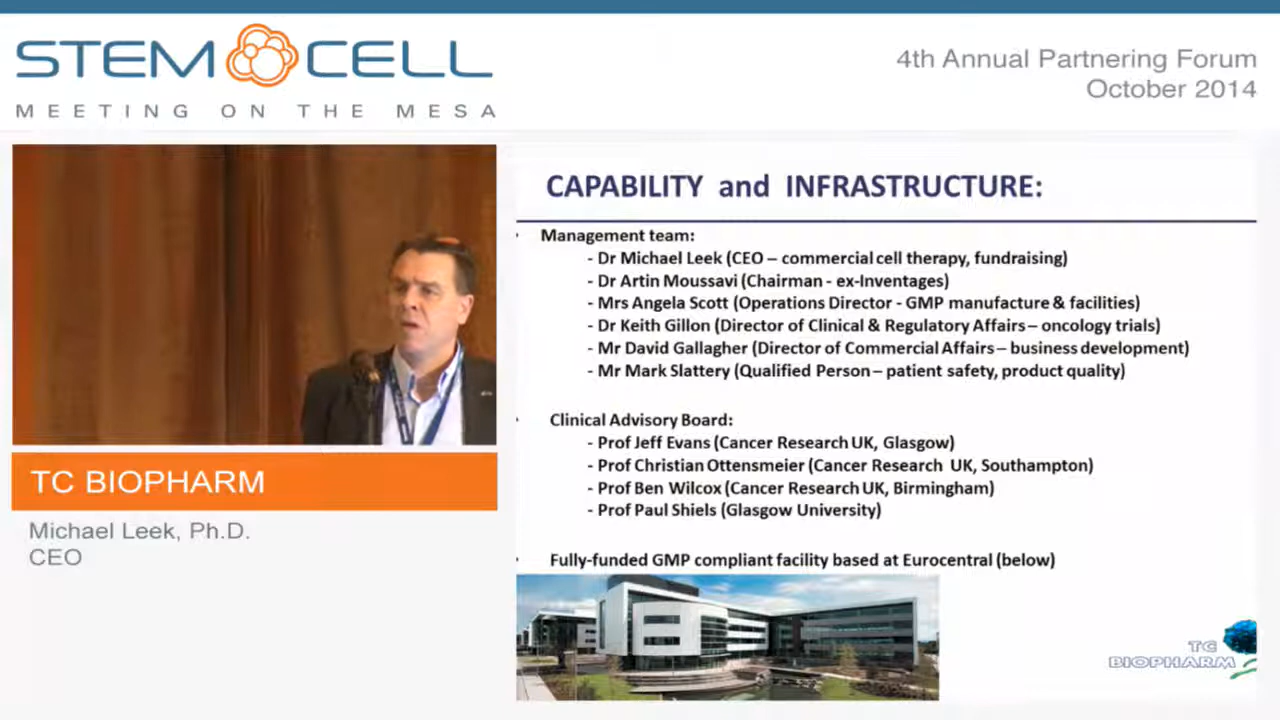 STEM CELL
MEETING ON THE MESA
4th Annual Partnering Forum
October 2014
TC BIOPHARM
Michael Leek, Ph.D.
CEO
CAPABILITY and INFRASTRUCTURE:
Management team:
- Dr Michael Leek (CEO – commercial cell therapy, fundraising)
- Dr Artin Moussavi (Chairman - ex-Inventages)
- Mrs Angela Scott (Operations Director - GMP manufacture & facilities)
- Dr Keith Gillon (Director of Clinical & Regulatory Affairs – oncology trials)
- Mr David Gallagher (Director of Commercial Affairs – business development)
- Mr Mark Slattery (Qualified Person – patient safety, product quality)
Clinical Advisory Board:
- Prof Jeff Evans (Cancer Research UK, Glasgow)
- Prof Christian Ottensmeier (Cancer Research UK, Southampton)
- Prof Ben Wilcox (Cancer Research UK, Birmingham)
- Prof Paul Shiels (Glasgow University)
Fully-funded GMP compliant facility based at Eurocentral (below)
TC
BIOPHARM